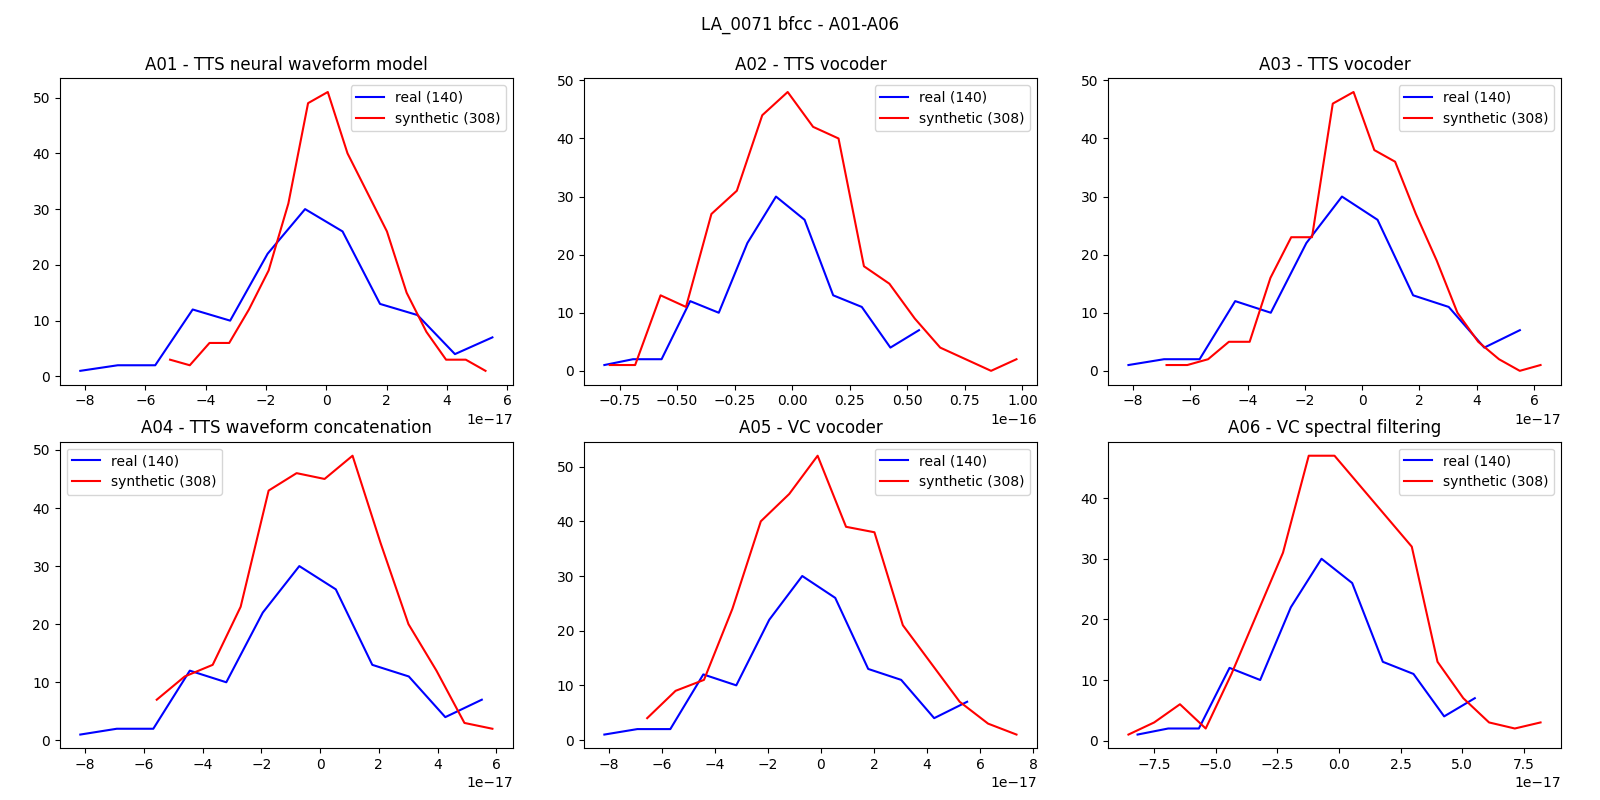 LA_0071 bfcc - A01-A06
A01 - TTS neural waveform model
real (140)
synthetic (308)
50
40
30
20
10
0
−8 −6 −4 −2 0 2 4 6
1e−17
A02 - TTS vocoder
real (140)
synthetic (308)
50
40
30
20
10
0
−0.75 −0.50 −0.25 0.00 0.25 0.50 0.75 1.00
1e−16
A03 - TTS vocoder
real (140)
synthetic (308)
50
40
30
20
10
0
−8 −6 −4 −2 0 2 4 6
1e−17
A04 - TTS waveform concatenation
real (140)
synthetic (308)
50
40
30
20
10
0
−8 −6 −4 −2 0 2 4 6
1e−17
A05 - VC vocoder
real (140)
synthetic (308)
50
40
30
20
10
0
−8 −6 −4 −2 0 2 4 6 8
1e−17
A06 - VC spectral filtering
real (140)
synthetic (308)
40
30
20
10
0
−7.5 −5.0 −2.5 0.0 2.5 5.0 7.5
1e−17